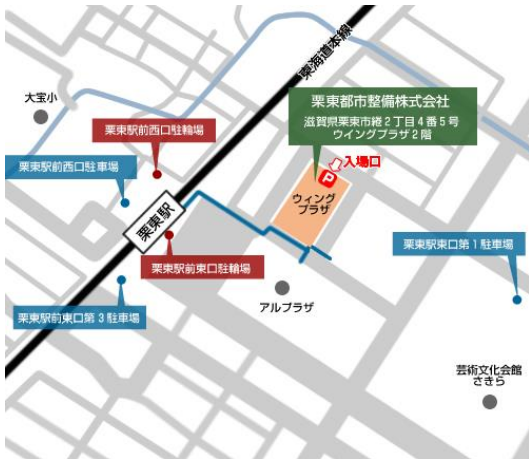 東海道本線
大宝小
栗東都市整備株式会社
滋賀県栗東市綣2丁目4番5号
ウイングプラザ2階
栗東駅前西口駐輪場
栗東駅前西口駐車場
P
入場口
ウィング
プラザ
栗東駅
栗東駅東口第1駐車場
栗東駅前東口駐輪場
アルプラザ
栗東駅前東口第3駐車場
芸術文化会館
さきら